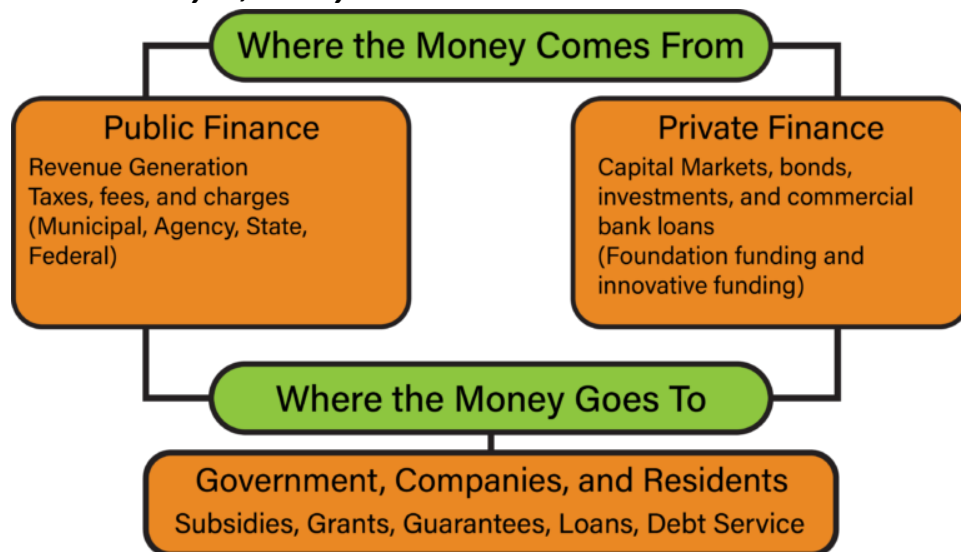 Where the Money Comes From
Public Finance
Revenue Generation
Taxes, fees, and charges
(Municipal, Agency, State,
Federal)
Private Finance
Capital Markets, bonds,
investments, and commercial
bank loans
(Foundation funding and
innovative funding)
Where the Money Goes To
Government, Companies, and Residents
Subsidies, Grants, Guarantees, Loans, Debt Service